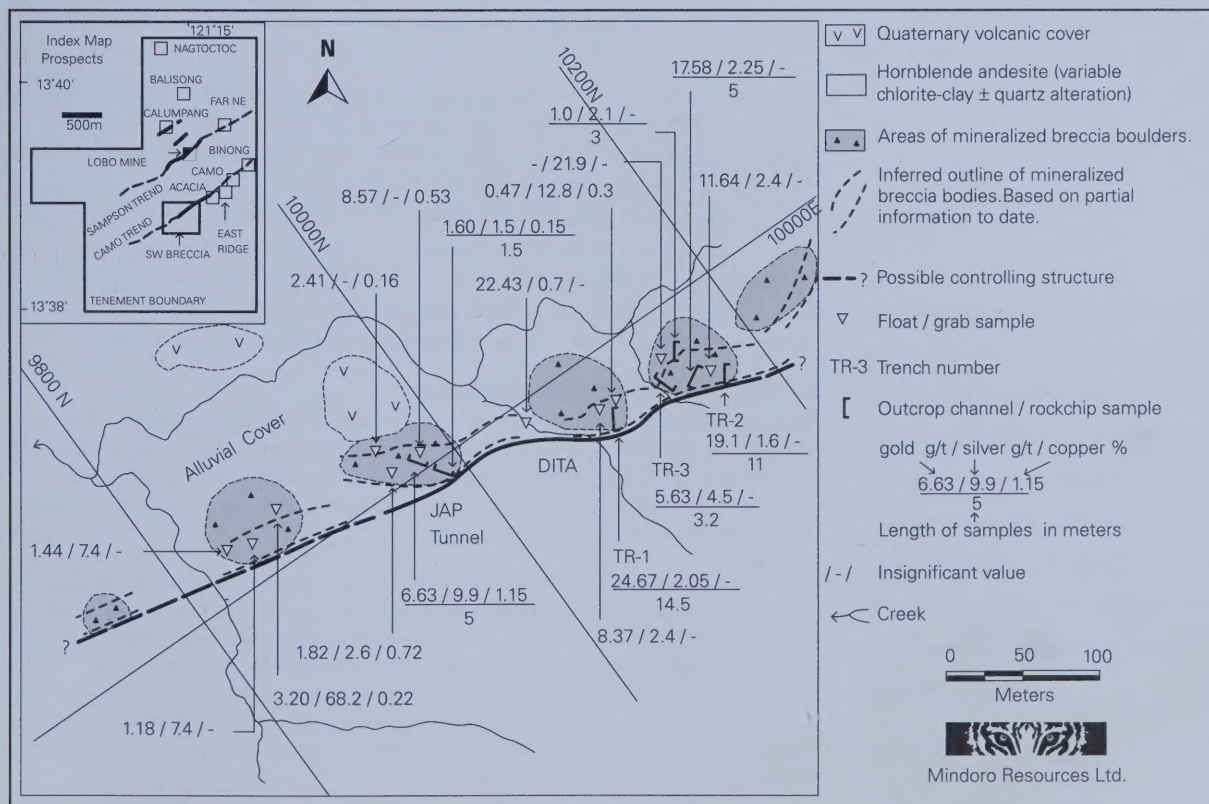 Index Map
Prospects
121°15'
NAGTOCTOC
13°40'
BALISONG
500m
CALUMPANG
FAR NE
LOBO MINE
BINONG
CAMO
ACACIA
SAMPSON TREND
CAMO TREND
EAST
RIDGE
SW BRECCIA
13°38'
TENEMENT BOUNDARY
N
10200N
17.58 / 2.25 / -
5
1.0 / 2.1 / -
3
- / 21.9 / -
0.47 / 12.8 / 0.3
11.64 / 2.4 / -
8.57 / - / 0.53
10000N
1.60 / 1.5 / 0.15
1.5
10000E
2.41 / - / 0.16
22.43 / 0.7 / -
v v
v
v v
9800 N
Alluvial Cover
?
DITA
TR-2
19.1 / 1.6 / -
11
TR-3
5.63 / 4.5 / -
3.2
JAP
Tunnel
TR-1
24.67 / 2.05 / -
14.5
1.44 / 7.4 / -
6.63 / 9.9 / 1.15
5
8.37 / 2.4 / -
?
1.82 / 2.6 / 0.72
3.20 / 68.2 / 0.22
1.18 / 7.4 / -
v v Quaternary volcanic cover
Hornblende andesite (variable
chlorite-clay ± quartz alteration)
Areas of mineralized breccia boulders.
Inferred outline of mineralized
breccia bodies.Based on partial
information to date.
? Possible controlling structure
Float / grab sample
TR-3 Trench number
Outcrop channel / rockchip sample
gold g/t / silver g/t / copper %
6.63 / 9.9 / 1.15
5
Length of samples in meters
/ - / Insignificant value
Creek
0 50 100
Meters
Mindoro Resources Ltd.